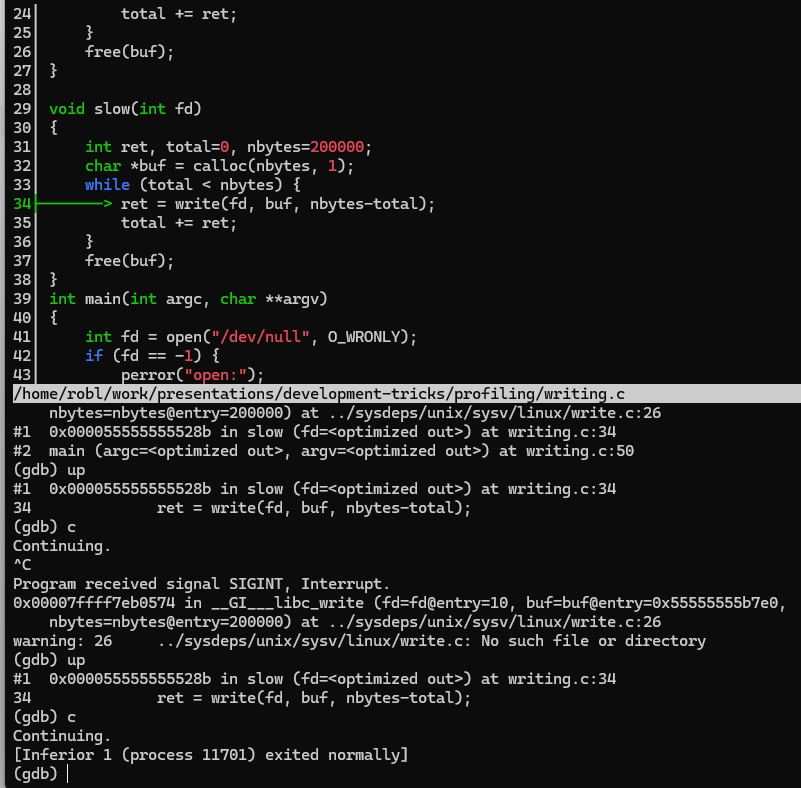 24          total += ret;
25      }
26      free(buf);
27  }
28
29  void slow(int fd)
30  {
31      int ret, total=0, nbytes=200000;
32      char *buf = calloc(nbytes, 1);
33      while (total < nbytes) {
34 ───────> ret = write(fd, buf, nbytes-total);
35          total += ret;
36      }
37      free(buf);
38  }
39  int main(int argc, char **argv)
40  {
41      int fd = open("/dev/null", O_WRONLY);
42      if (fd == -1) {
43          perror("open:");
/home/robl/work/presentations/development-tricks/profiling/writing.c
    nbytes=nbytes@entry=200000) at ../sysdeps/unix/sysv/linux/write.c:26
#1  0x000055555555528b in slow (fd=<optimized out>) at writing.c:34
#2  main (argc=<optimized out>, argv=<optimized out>) at writing.c:50
(gdb) up
#1  0x000055555555528b in slow (fd=<optimized out>) at writing.c:34
34              ret = write(fd, buf, nbytes-total);
(gdb) c
Continuing.
^C
Program received signal SIGINT, Interrupt.
0x00007ffff7eb0574 in __GI___libc_write (fd=fd@entry=10, buf=buf@entry=0x55555555b7e0,
    nbytes=nbytes@entry=200000) at ../sysdeps/unix/sysv/linux/write.c:26
warning: 26     ../sysdeps/unix/sysv/linux/write.c: No such file or directory
(gdb) up
#1  0x000055555555528b in slow (fd=<optimized out>) at writing.c:34
34              ret = write(fd, buf, nbytes-total);
(gdb) c
Continuing.
[Inferior 1 (process 11701) exited normally]
(gdb)